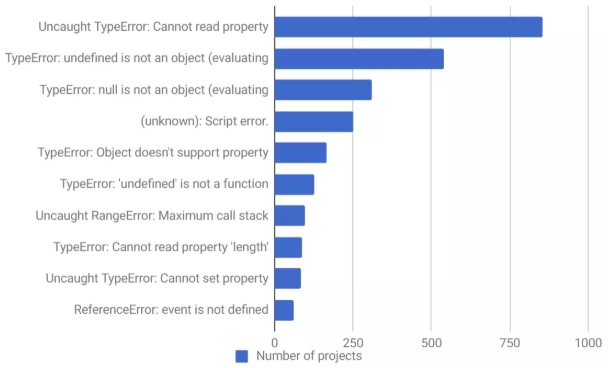 Uncaught TypeError: Cannot read property
TypeError: undefined is not an object (evaluating
TypeError: null is not an object (evaluating
(unknown): Script error.
TypeError: Object doesn't support property
TypeError: 'undefined' is not a function
Uncaught RangeError: Maximum call stack
TypeError: Cannot read property 'length'
Uncaught TypeError: Cannot set property
ReferenceError: event is not defined
0 250 500 750 1000
Number of projects